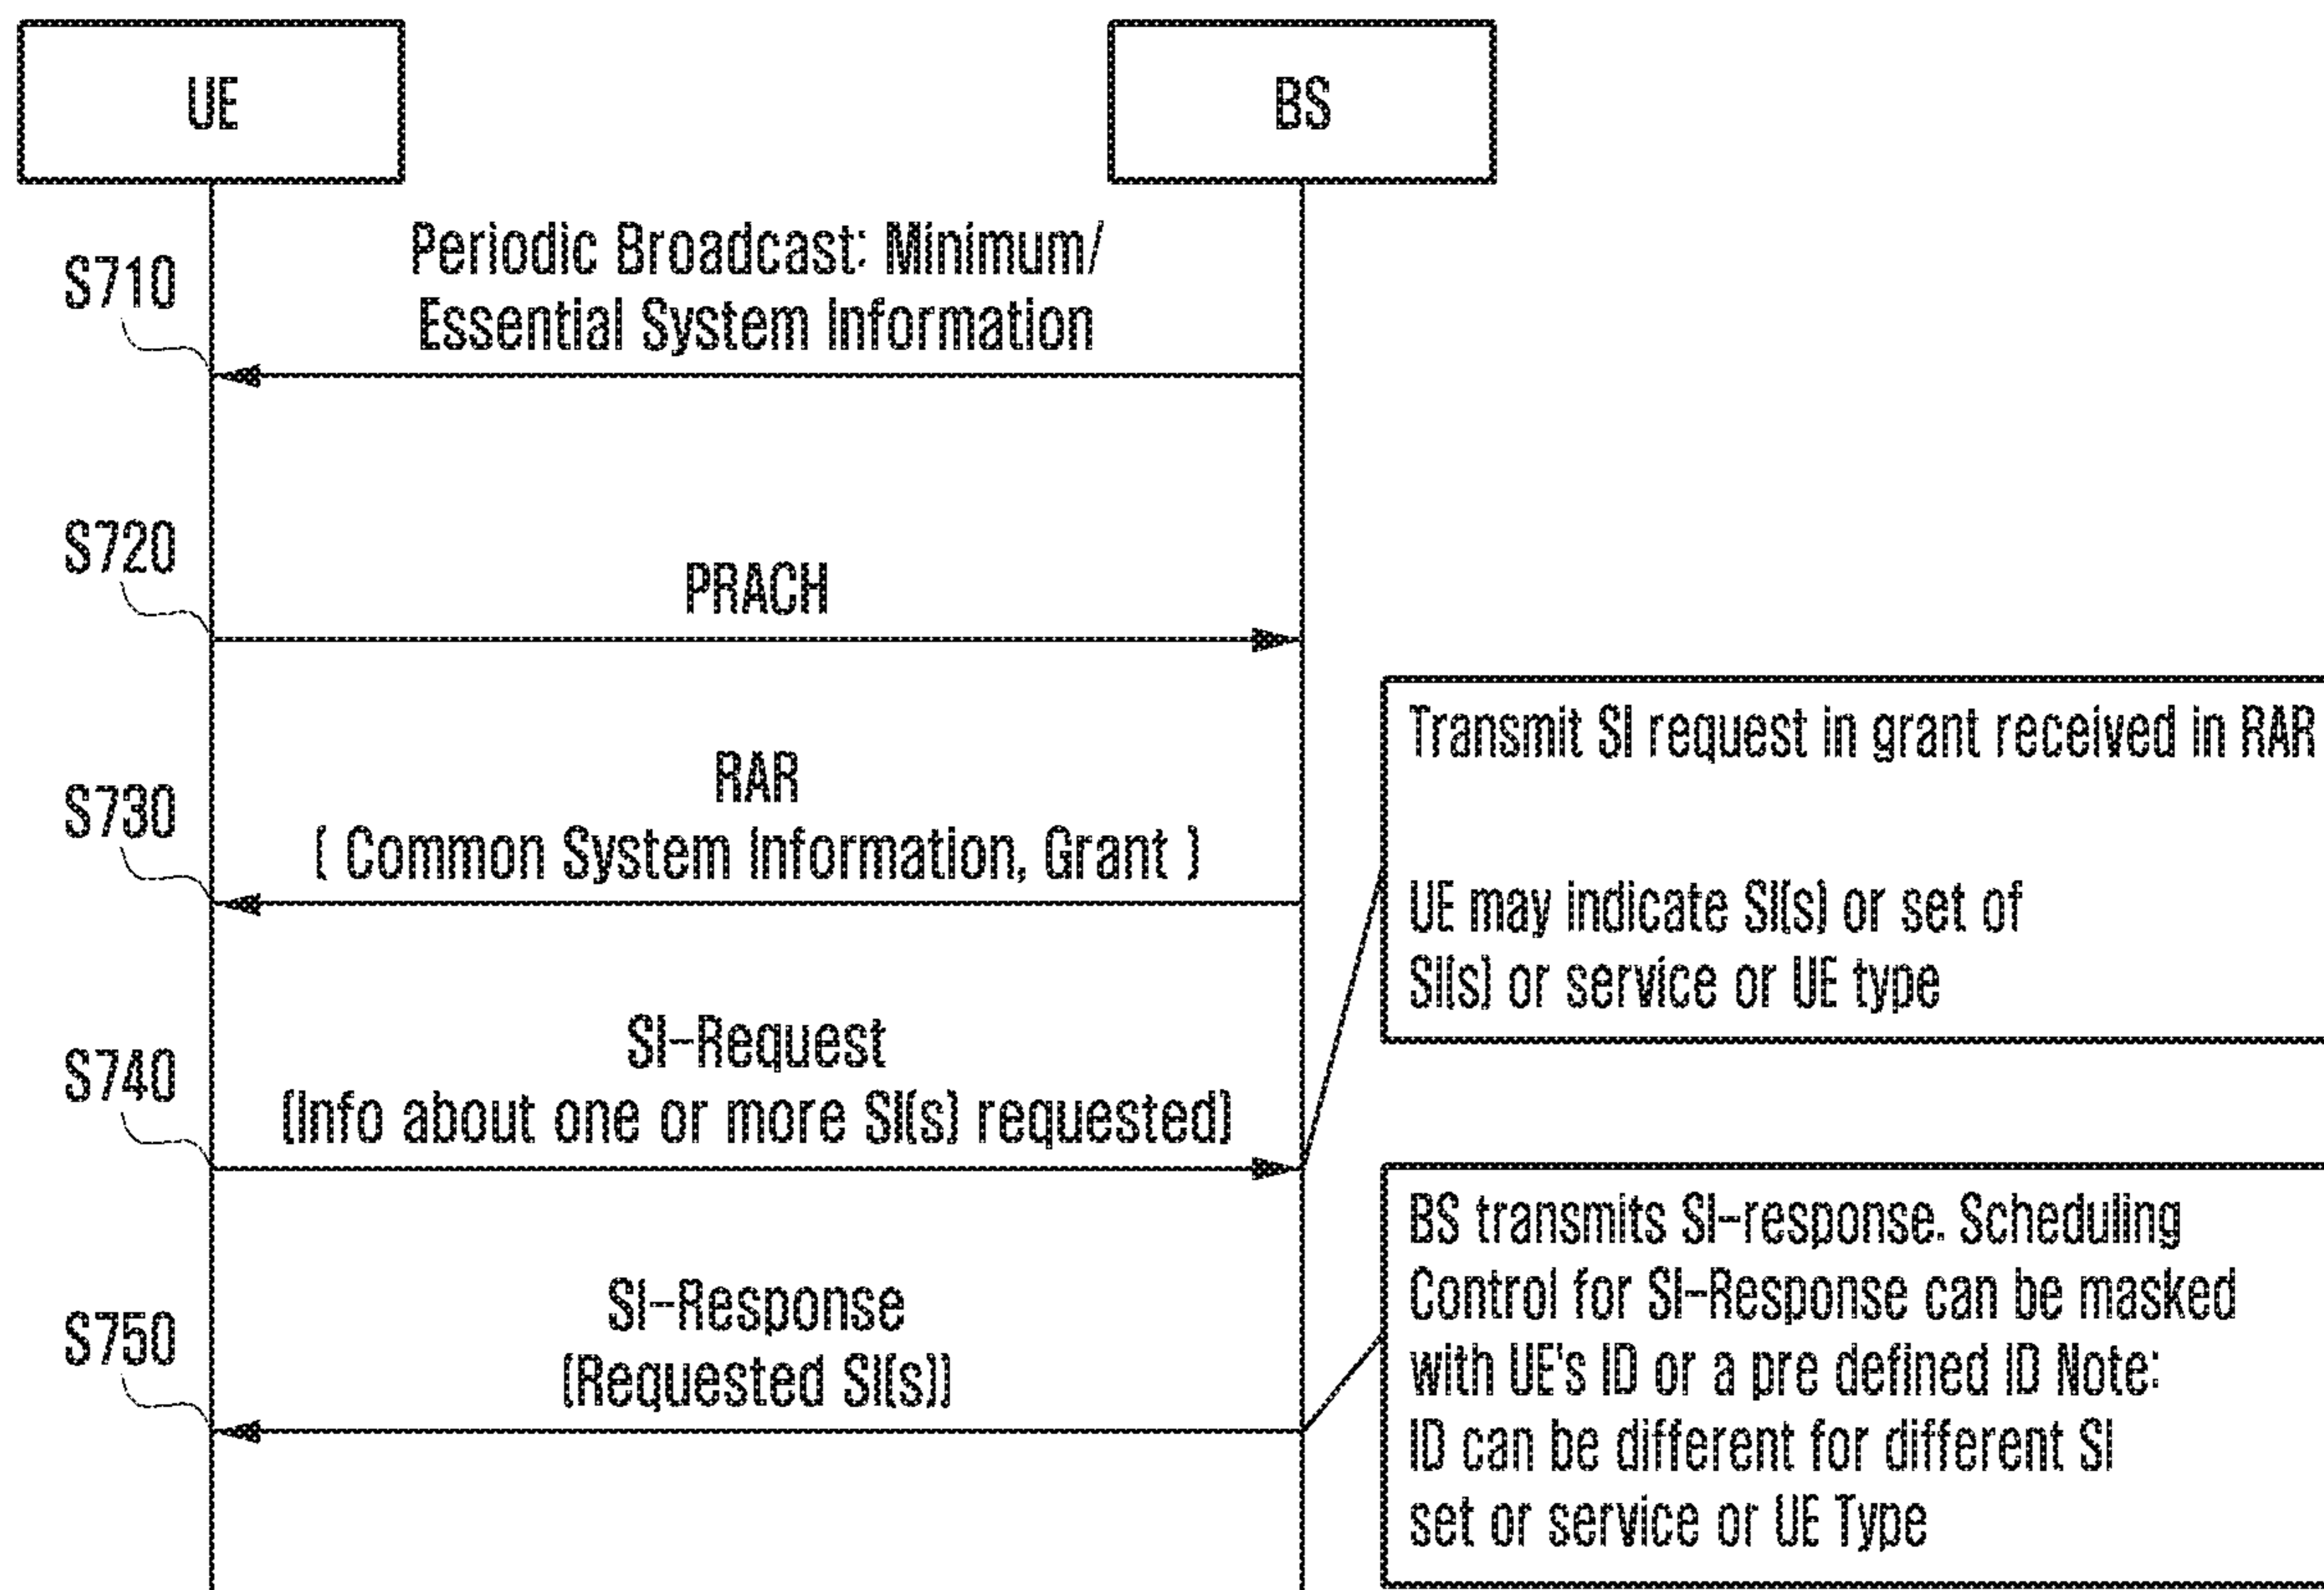 UE
BS
S710
Periodic Broadcast: Minimum/
Essential System Information
S720
PRACH
S730
RAR
( Common System Information, Grant )
Transmit SI request in grant received in RAR
UE may indicate SI(s) or set of
SI(s) or service or UE type
S740
SI-Request
(Info about one or more SI(s) requested)
S750
SI-Response
(Requested SI(s))
BS transmits SI-response. Scheduling
Control for SI-Response can be masked
with UE's ID or a pre defined ID Note:
ID can be different for different SI
set or service or UE Type